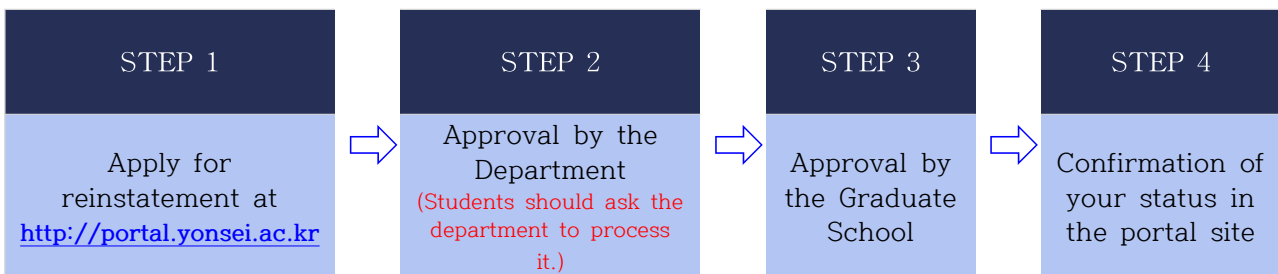 STEP 1
Apply for
reinstatement at
http://portal.yonsei.ac.kr
STEP 2
Approval by the
Department
(Students should ask the
department to process
it.)
STEP 3
Approval by
the Graduate
School
STEP 4
Confirmation of
your status in
the portal site